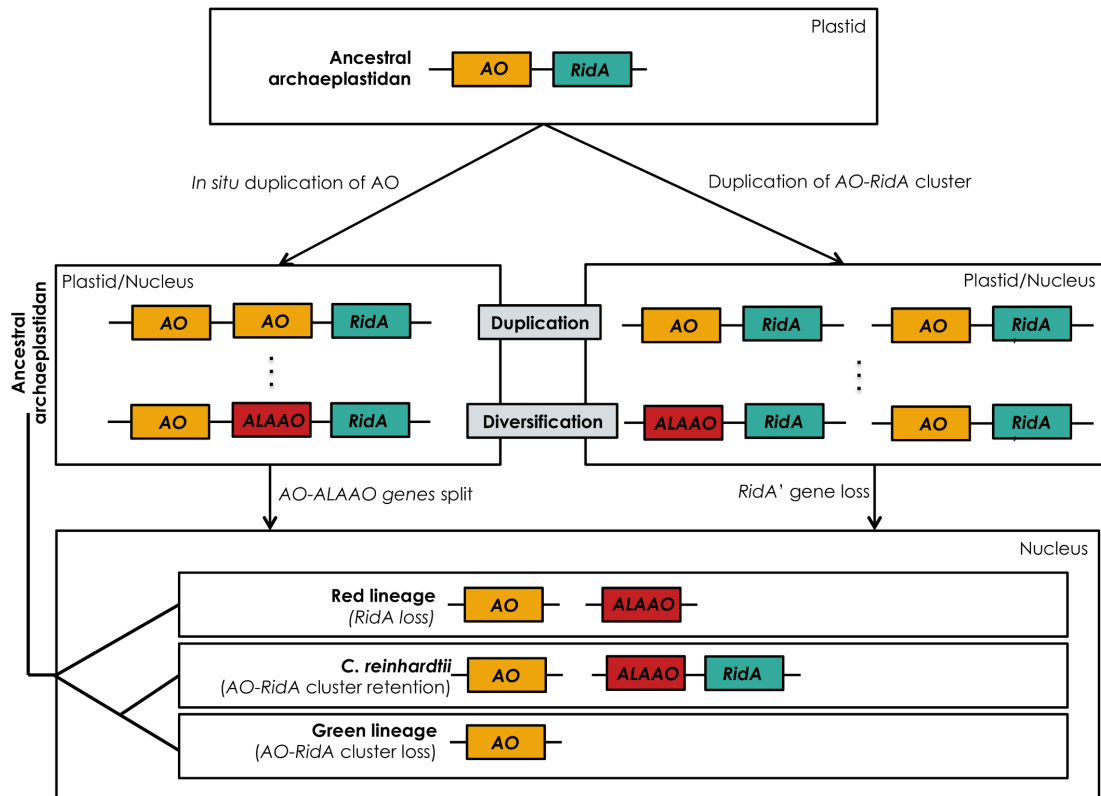 Plastid
Ancestral
archaeplastidan
AO
RidA
In situ duplication of AO
Duplication of AO-RidA cluster
Ancestral
archaeplastidan
Plastid/Nucleus
AO
AO
RidA
Duplication
Plastid/Nucleus
AO
RidA
AO
RidA
ALAAO
AO
RidA
Diversification
ALAAO
RidA
AO
RidA
AO-ALAAO genes split
RidA' gene loss
Nucleus
Red lineage
(RidA loss)
AO
ALAAO
C. reinhardtii
(AO-RidA cluster retention)
AO
ALAAO
RidA
Green lineage
(AO-RidA cluster loss)
AO